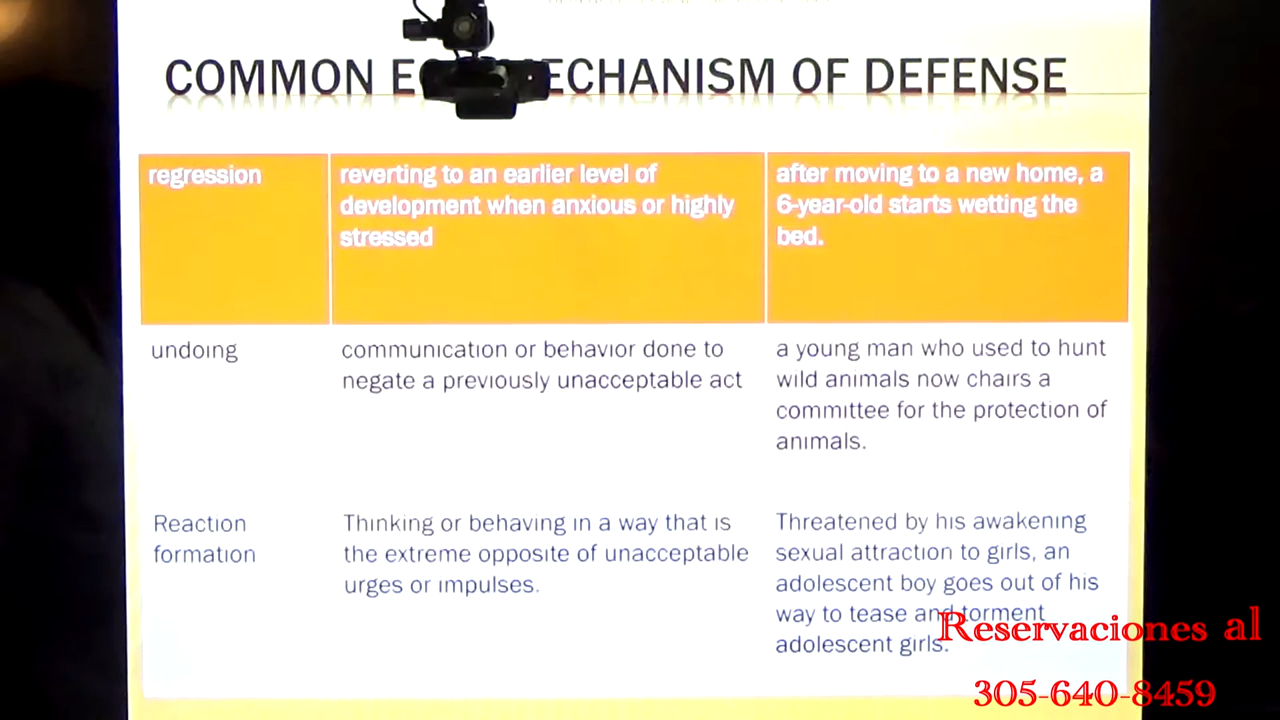 COMMON E ECHANISM OF DEFENSE
regression
reverting to an earlier level of
development when anxious or highly
stressed
after moving to a new home, a
6-year-old starts wetting the
bed.
undoing
communication or behavior done to
negate a previously unacceptable act
a young man who used to hunt
wild animals now chairs a
committee for the protection of
animals.
Reaction
formation
Thinking or behaving in a way that is
the extreme opposite of unacceptable
urges or impulses.
Threatened by his awakening
sexual attraction to girls, an
adolescent boy goes out of his
way to tease and torment
adolescent girls.
Reservaciones al
305-640-8459